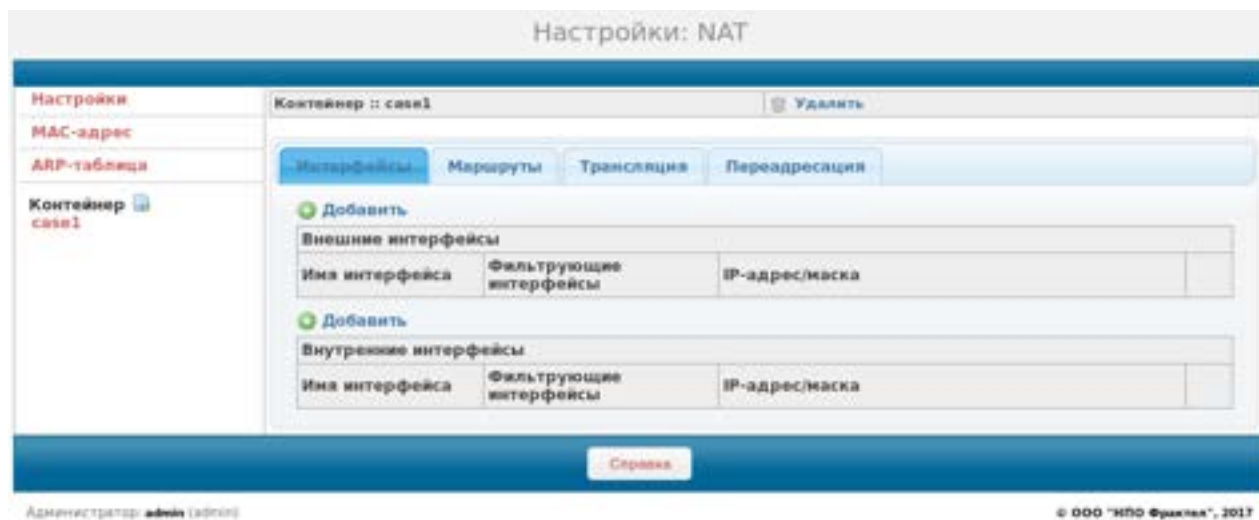 Настройки: NAT
Настройки
MAC-адрес
ARP-таблица
Контейнер
case1
Контейнер :: case1
Удалить
Интерфейсы
Маршруты
Трансляция
Переадресация
Добавить
Внешние интерфейсы
Имя интерфейса
Фильтрующие
интерфейсы
IP-адрес/маска
Добавить
Внутренние интерфейсы
Имя интерфейса
Фильтрующие
интерфейсы
IP-адрес/маска
Справка
Администратор: admin (admin)
© ООО "НПО Фрактел", 2017